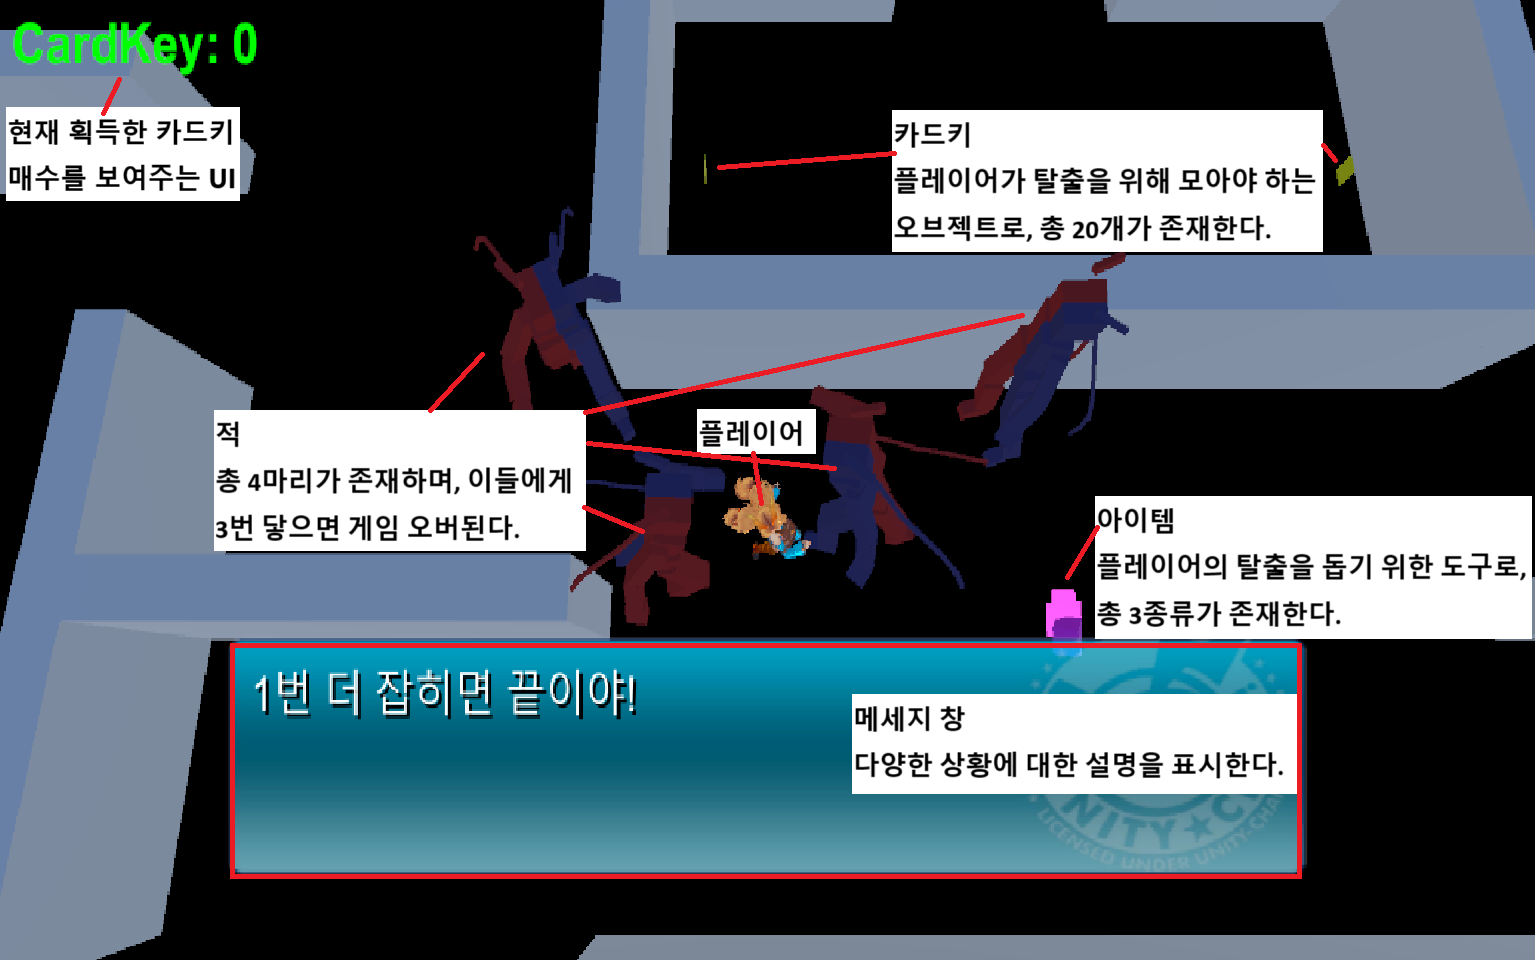 CardKey: 0
현재 획득한 카드키
매수를 보여주는 UI
카드키
플레이어가 탈출을 위해 모아야 하는
오브젝트로, 총 20개가 존재한다.
적
총 4마리가 존재하며, 이들에게
3번 닿으면 게임 오버된다.
플레이어
아이템
플레이어의 탈출을 돕기 위한 도구로,
총 3종류가 존재한다.
1번 더 잡히면 끝이야!
메세지 창
다양한 상황에 대한 설명을 표시한다.
NITY★C
LICENSED UNDER UNITY-CHA